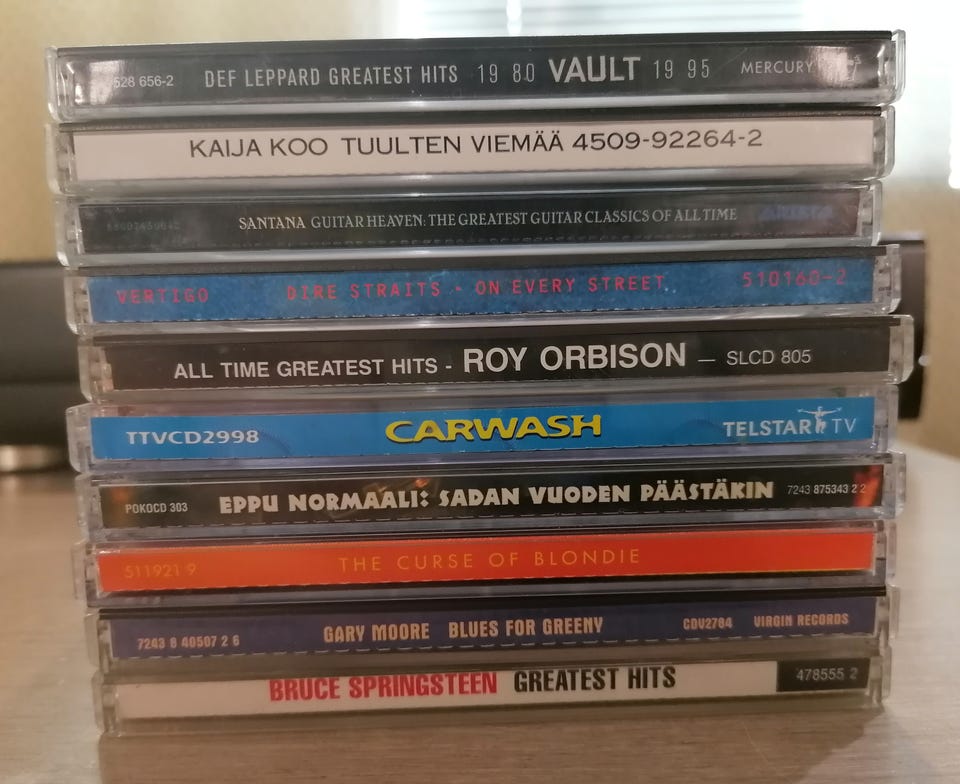 528 656-2 DEF LEPPARD GREATEST HITS 1980 VAULT 1995 MERCURY
KAIJA KOO TUULTEN VIEMÄÄ 4509-92264-2
SANTANA GUITAR HEAVEN: THE GREATEST GUITAR CLASSICS OF ALL TIME ARISTA
VERTIGO DIRE STRAITS - ON EVERY STREET 510160-2
ALL TIME GREATEST HITS - ROY ORBISON — SLCD 805
TTVCD2998 CARWASH TELSTAR TV
POKOCD 303 EPPU NORMAALI: SADAN VUODEN PÄÄSTÄKIN 7243 875343 2 2
511921 9 THE CURSE OF BLONDIE
7243 8 40507 2 6 GARY MOORE BLUES FOR GREENY CDV2784 VIRGIN RECORDS
BRUCE SPRINGSTEEN GREATEST HITS 478555 2